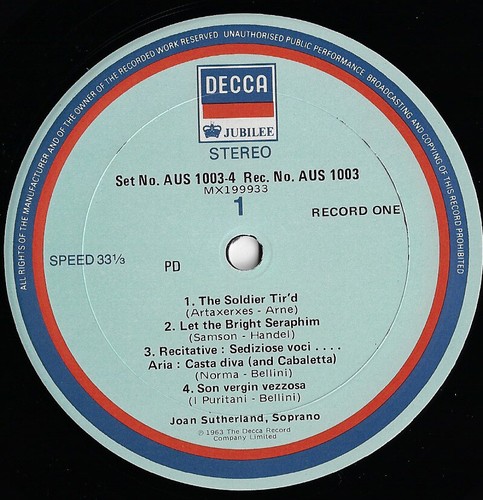 ALL RIGHTS OF THE MANUFACTURER AND OF THE OWNER OF THE RECORDED WORK RESERVED UNAUTHORISED PUBLIC PERFORMANCE BROADCASTING AND COPYING OF THIS RECORD PROHIBITED
DECCA
JUBILEE
STEREO
Set No. AUS 1003-4 Rec. No. AUS 1003
MX199933
1
RECORD ONE
SPEED 33⅓
PD
1. The Soldier Tir'd
(Artaxerxes - Arne)
2. Let the Bright Seraphim
(Samson - Handel)
3. Recitative : Sediziose voci . . . .
Aria : Casta diva (and Cabaletta)
(Norma - Bellini)
4. Son vergin vezzosa
(I Puritani - Bellini)
Joan Sutherland, Soprano
℗ 1963 The Decca Record
Company Limited